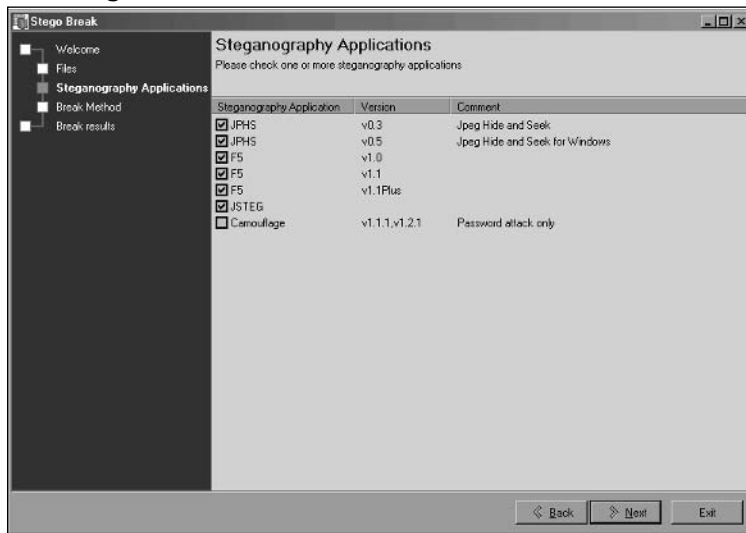 Stego Break
Welcome
Files
Steganography Applications
Break Method
Break results
Steganography Applications
Please check one or more steganography applications
Steganography Application Version Comment
JPHS v0.3 Jpeg Hide and Seek
JPHS v0.5 Jpeg Hide and Seek for Windows
F5 v1.0
F5 v1.1
F5 v1.1Plus
JSTEG
Camouflage v1.1.1,v1.2.1 Password attack only
Back Next Exit